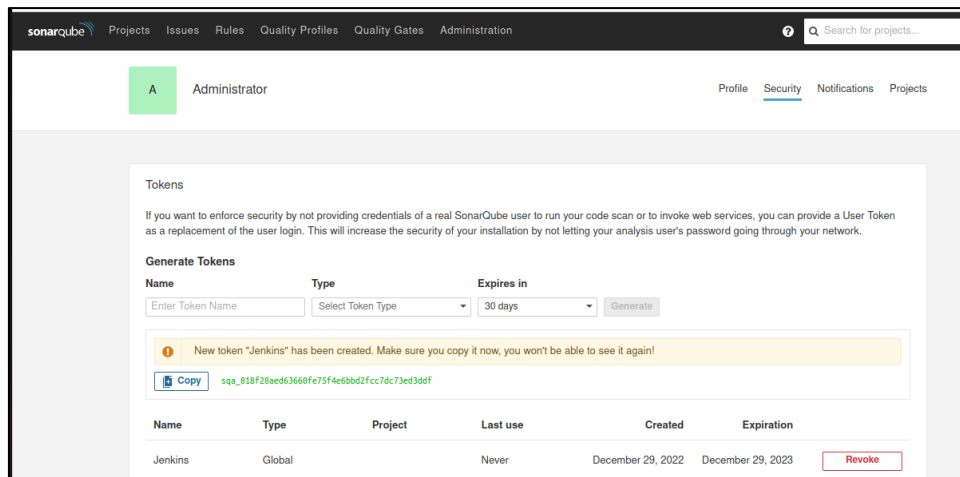 sonarqube Projects Issues Rules Quality Profiles Quality Gates Administration ? Search for projects...
A Administrator Profile Security Notifications Projects
Tokens
If you want to enforce security by not providing credentials of a real SonarQube user to run your code scan or to invoke web services, you can provide a User Token
as a replacement of the user login. This will increase the security of your installation by not letting your analysis user's password going through your network.
Generate Tokens
Name Type Expires in
Enter Token Name Select Token Type 30 days Generate
! New token "Jenkins" has been created. Make sure you copy it now, you won't be able to see it again!
Copy sqa_818f28aed63660fe75f4e6bbd2fcc7dc73ed3ddf
Name Type Project Last use Created Expiration
Jenkins Global Never December 29, 2022 December 29, 2023 Revoke